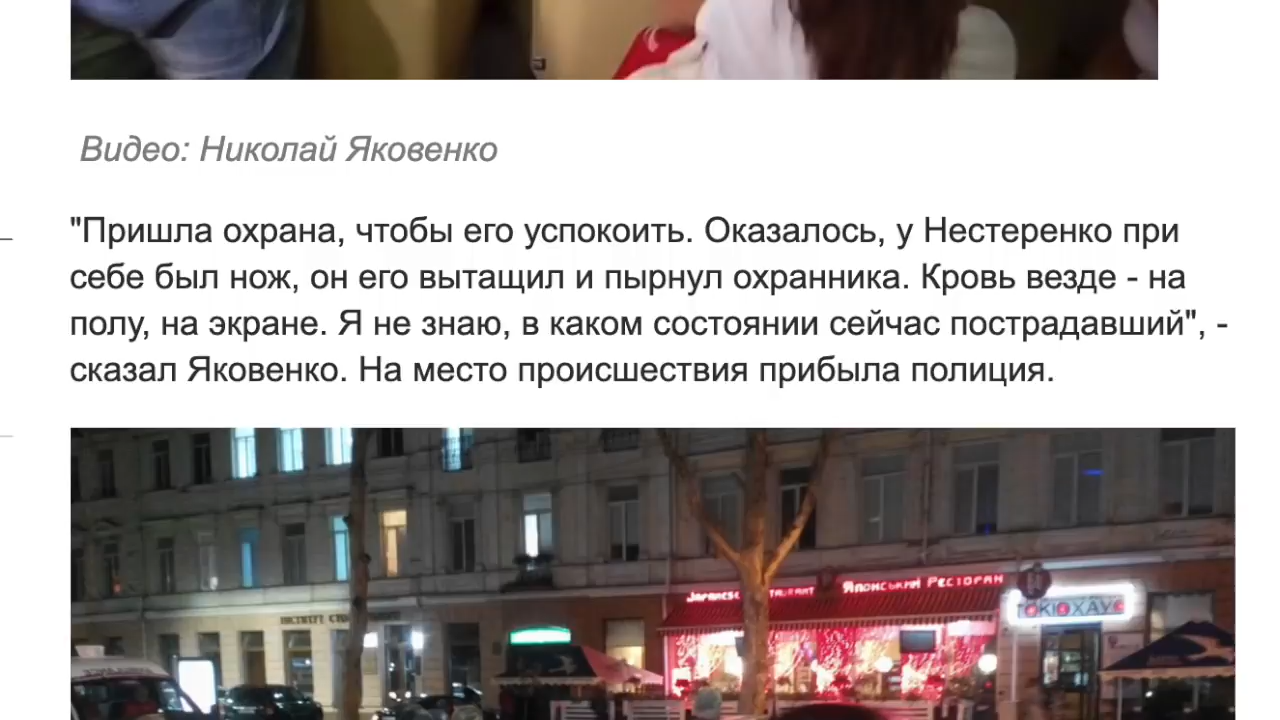 Видео: Николай Яковенко
"Пришла охрана, чтобы его успокоить. Оказалось, у Нестеренко при
себе был нож, он его вытащил и пырнул охранника. Кровь везде - на
полу, на экране. Я не знаю, в каком состоянии сейчас пострадавший", -
сказал Яковенко. На место происшествия прибыла полиция.
Японський Ресторан
ТОКІО ХАУС